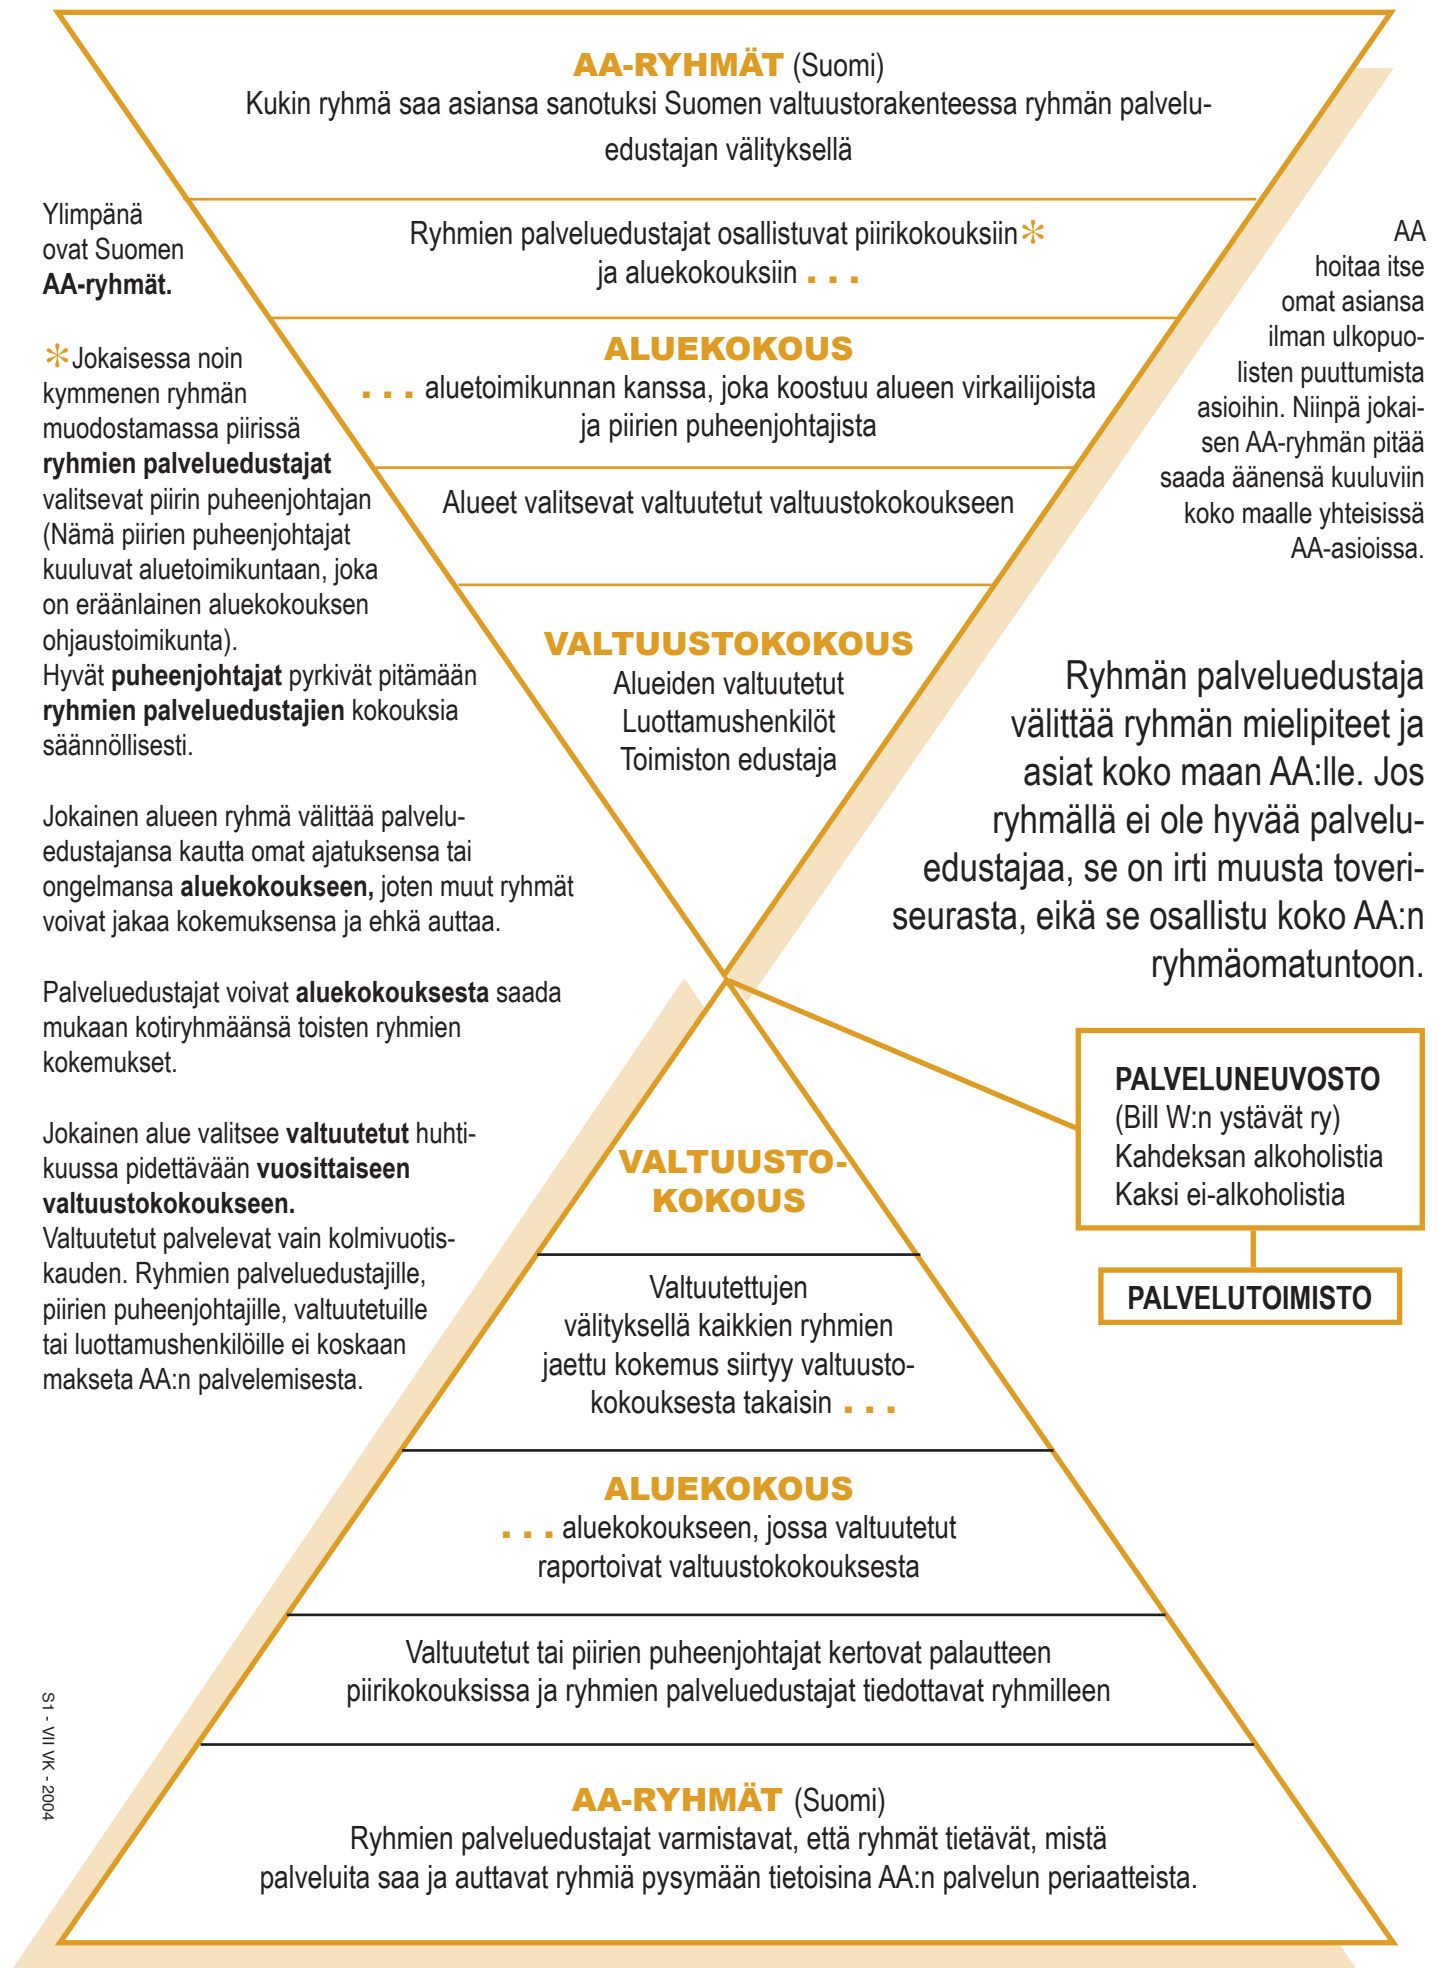 AA-RYHMÄT (Suomi)
Kukin ryhmä saa asiansa sanotuksi Suomen valtuustorakenteessa ryhmän palvelu-
edustajan välityksellä
Ryhmien palveluedustajat osallistuvat piirikokouksiin*
ja aluekokouksiin . . .
ALUEKOKOUS
. . . aluetoimikunnan kanssa, joka koostuu alueen virkailijoista
ja piirien puheenjohtajista
Alueet valitsevat valtuutetut valtuustokokoukseen
VALTUUSTOKOKOUS
Alueiden valtuutetut
Luottamushenkilöt
Toimiston edustaja
Ylimpänä
ovat Suomen
AA-ryhmät.
*Jokaisessa noin
kymmenen ryhmän
muodostamassa piirissä
ryhmien palveluedustajat
valitsevat piirin puheenjohtajan
(Nämä piirien puheenjohtajat
kuuluvat aluetoimikuntaan, joka
on eräänlainen aluekokouksen
ohjaustoimikunta).
Hyvät puheenjohtajat pyrkivät pitämään
ryhmien palveluedustajien kokouksia
säännöllisesti.
Jokainen alueen ryhmä välittää palvelu-
edustajansa kautta omat ajatuksensa tai
ongelmansa aluekokoukseen, joten muut ryhmät
voivat jakaa kokemuksensa ja ehkä auttaa.
Palveluedustajat voivat aluekokouksesta saada
mukaan kotiryhmäänsä toisten ryhmien
kokemukset.
Jokainen alue valitsee valtuutetut huhti-
kuussa pidettävään vuosittaiseen
valtuustokokoukseen.
Valtuutetut palvelevat vain kolmivuotis-
kauden. Ryhmien palveluedustajille,
piirien puheenjohtajille, valtuutetuille
tai luottamushenkilöille ei koskaan
makseta AA:n palvelemisesta.
AA
hoitaa itse
omat asiansa
ilman ulkopuo-
listen puuttumista
asioihin. Niinpä jokai-
sen AA-ryhmän pitää
saada äänensä kuuluviin
koko maalle yhteisissä
AA-asioissa.
Ryhmän palveluedustaja
välittää ryhmän mielipiteet ja
asiat koko maan AA:lle. Jos
ryhmällä ei ole hyvää palvelu-
edustajaa, se on irti muusta toveri-
seurasta, eikä se osallistu koko AA:n
ryhmäomatuntoon.
PALVELUNEUVOSTO
(Bill W:n ystävät ry)
Kahdeksan alkoholistia
Kaksi ei-alkoholistia
PALVELUTOIMISTO
VALTUUSTO-
KOKOUS
Valtuutettujen
välityksellä kaikkien ryhmien
jaettu kokemus siirtyy valtuusto-
kokouksesta takaisin . . .
ALUEKOKOUS
. . . aluekokoukseen, jossa valtuutetut
raportoivat valtuustokokouksesta
Valtuutetut tai piirien puheenjohtajat kertovat palautteen
piirikokouksissa ja ryhmien palveluedustajat tiedottavat ryhmilleen
AA-RYHMÄT (Suomi)
Ryhmien palveluedustajat varmistavat, että ryhmät tietävät, mistä
palveluita saa ja auttavat ryhmiä pysymään tietoisina AA:n palvelun periaatteista.
S1 - VII VK - 2004